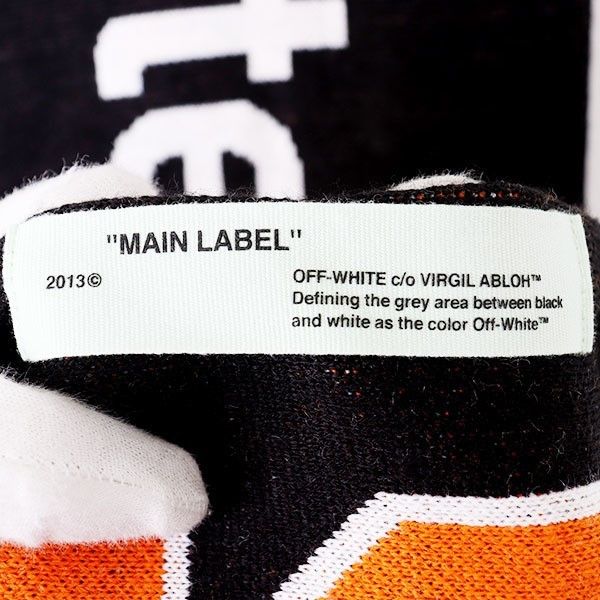 te
"MAIN LABEL"
2013©
OFF-WHITE c/o VIRGIL ABLOH™
Defining the grey area between black
and white as the color Off-White™